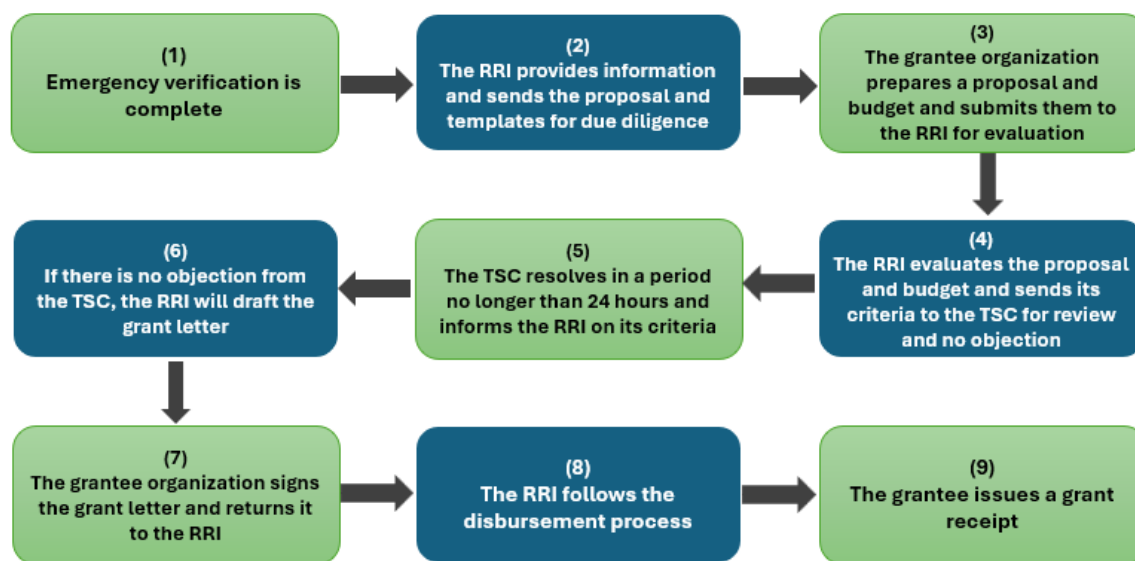 (1)
Emergency verification is
complete
(2)
The RRI provides information
and sends the proposal and
templates for due diligence
(3)
The grantee organization
prepares a proposal and
budget and submits them to
the RRI for evaluation
(4)
The RRI evaluates the proposal
and budget and sends its
criteria to the TSC for review
and no objection
(5)
The TSC resolves in a period
no longer than 24 hours and
informs the RRI on its criteria
(6)
If there is no objection from
the TSC, the RRI will draft the
grant letter
(7)
The grantee organization signs
the grant letter and returns it
to the RRI
(8)
The RRI follows the
disbursement process
(9)
The grantee issues a grant
receipt